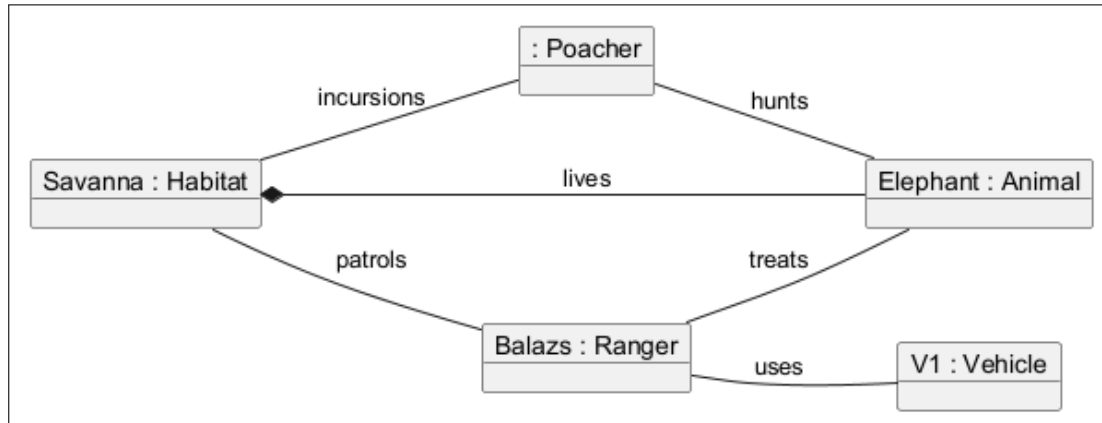 : Poacher
incursions
hunts
Savanna : Habitat
lives
Elephant : Animal
patrols
treats
Balazs : Ranger
uses
V1 : Vehicle